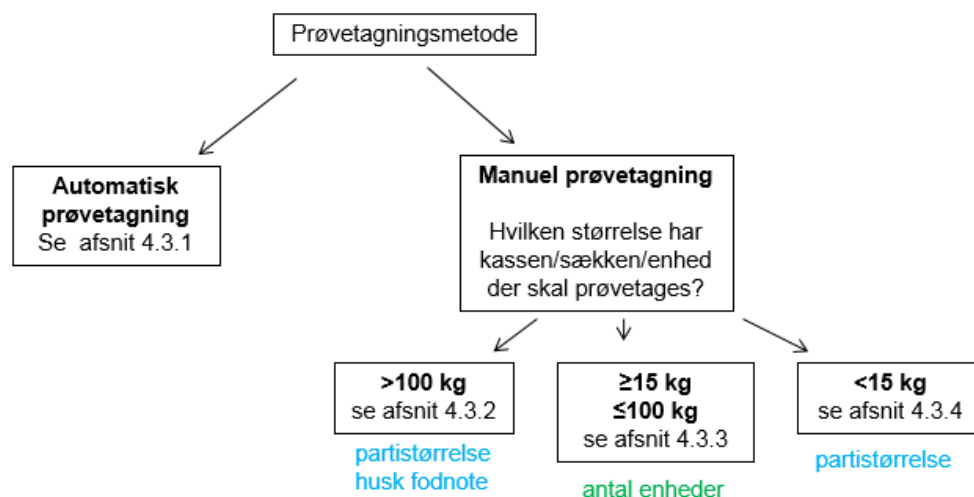 Prøvetagningsmetode
Automatisk
prøvetagning
Se afsnit 4.3.1
Manuel prøvetagning
Hvilken størrelse har
kassen/sækken/enhed
der skal prøvetages?
>100 kg
se afsnit 4.3.2
partistørrelse
husk fodnote
≥15 kg
≤100 kg
se afsnit 4.3.3
antal enheder
<15 kg
se afsnit 4.3.4
partistørrelse